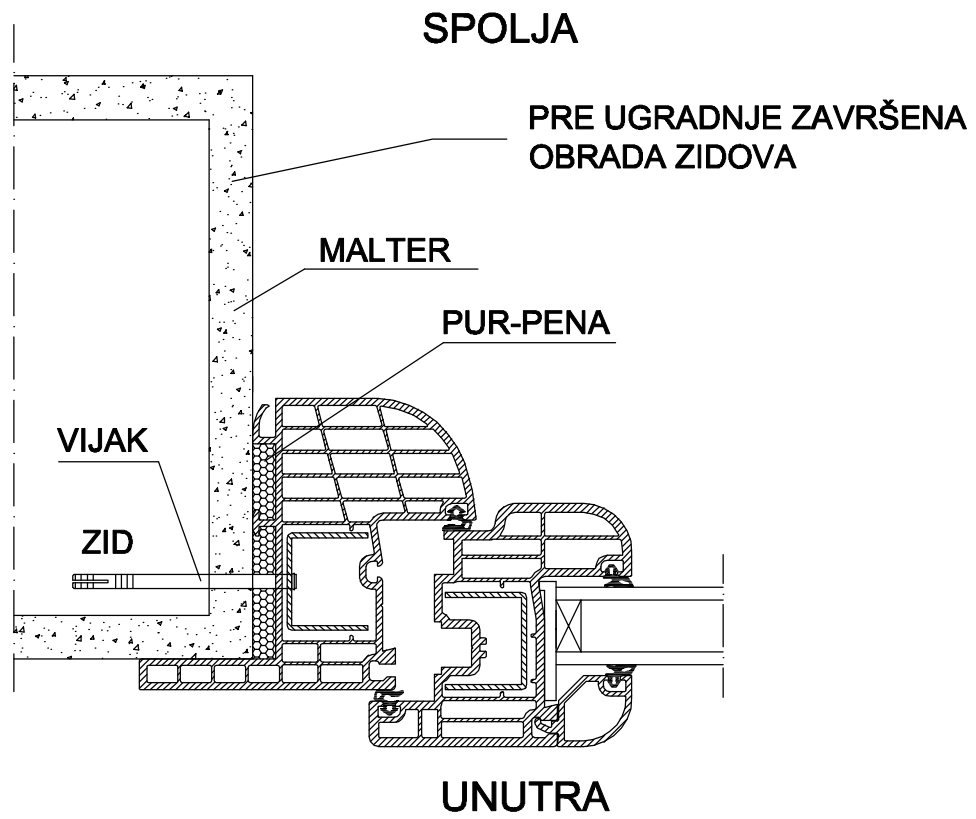 SPOLJA
PRE UGRADNJE ZAVRŠENA
OBRADA ZIDOVA
MALTER
PUR-PENA
VIJAK
ZID
UNUTRA